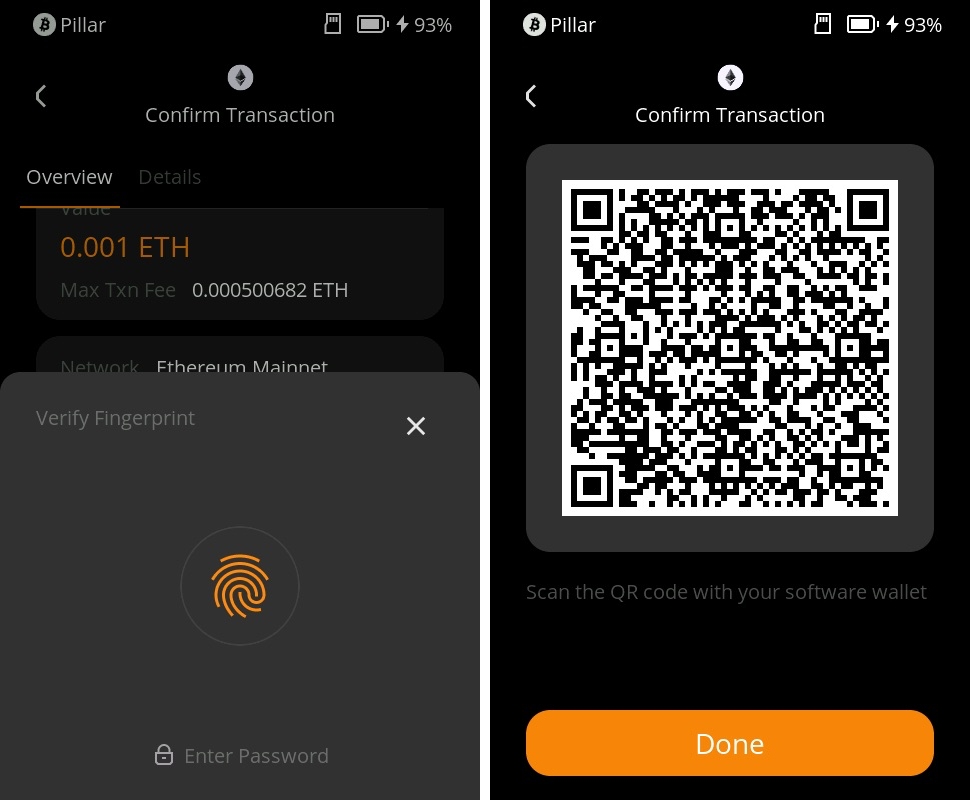 Pillar 93%
Confirm Transaction
Overview Details
Value
0.001 ETH
Max Txn Fee 0.000500682 ETH
Network Ethereum Mainnet
Verify Fingerprint
Enter Password
Pillar 93%
Confirm Transaction
Scan the QR code with your software wallet
Done